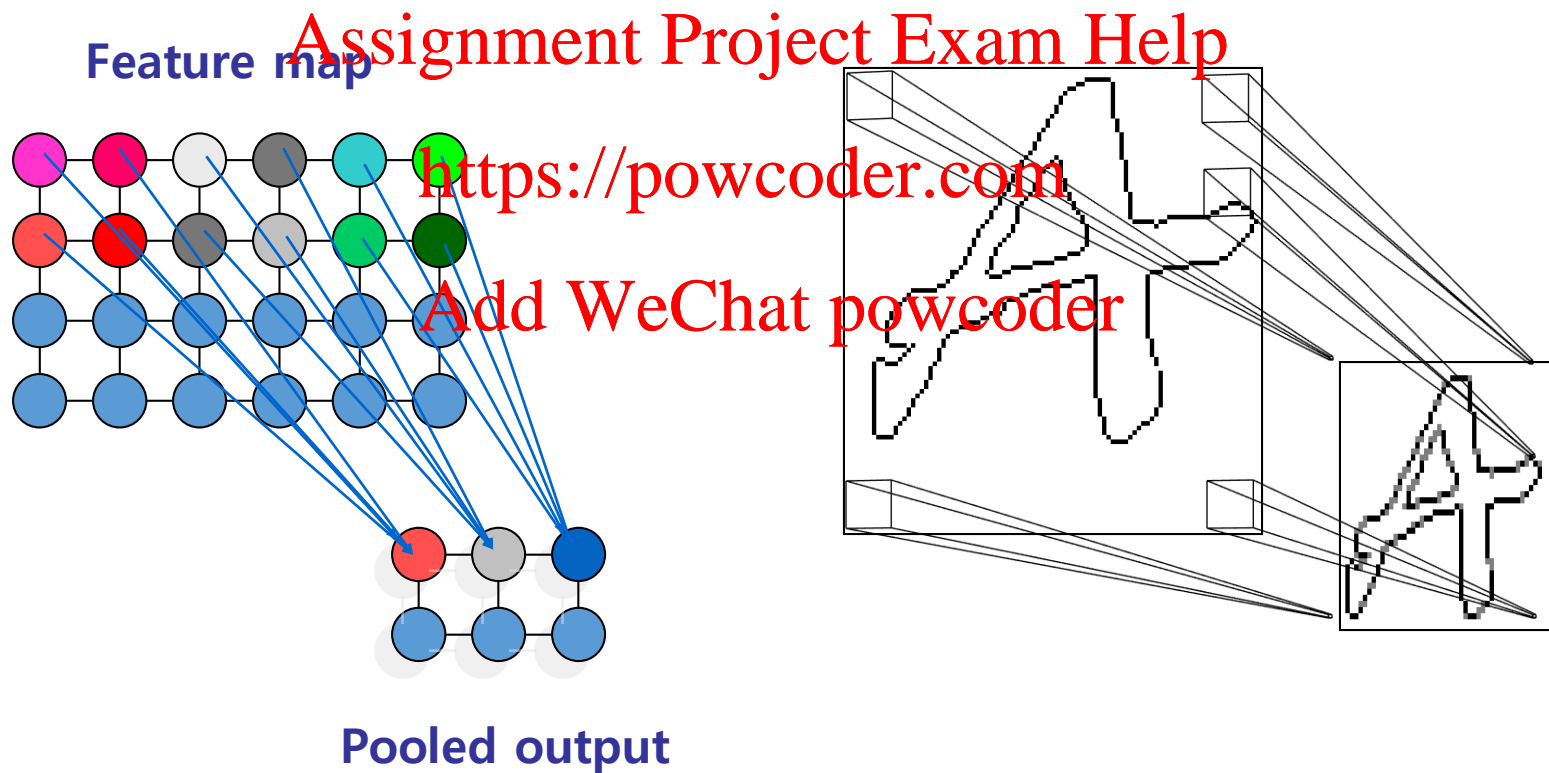 Assignment Project Exam Help
Feature map
https://powcoder.com
Add WeChat powcoder
Pooled output